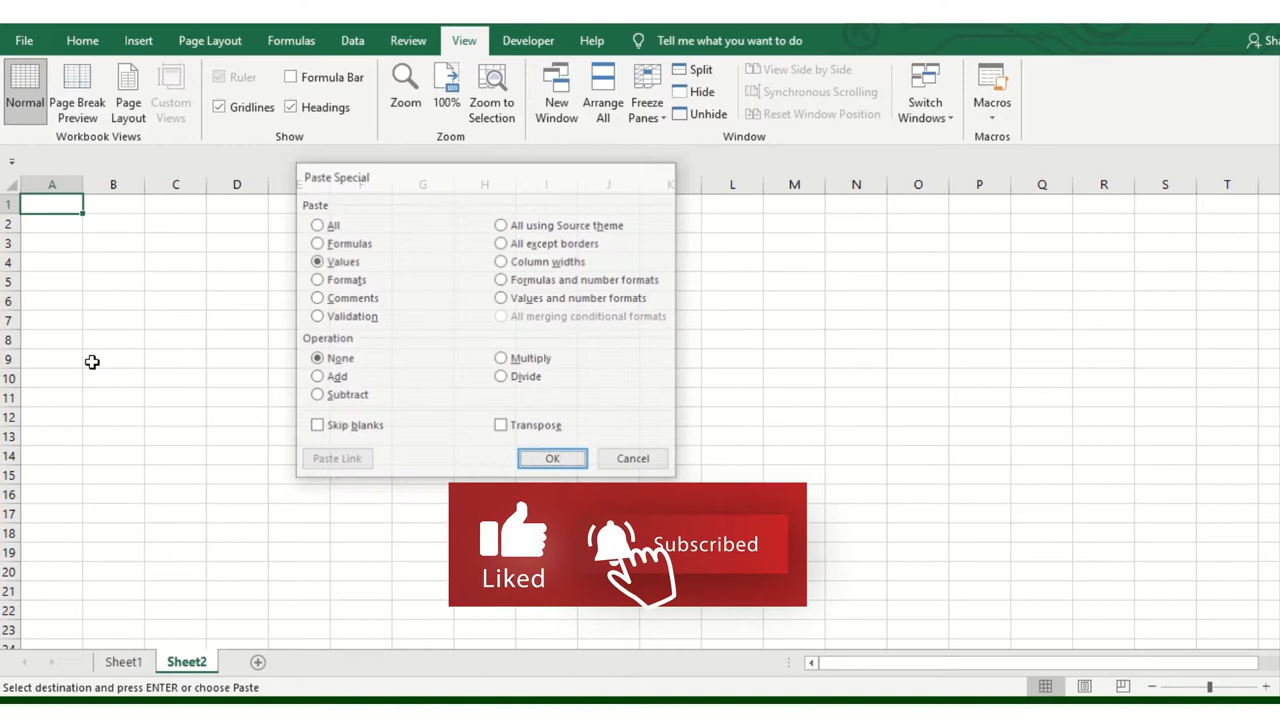 File Home Insert Page Layout Formulas Data Review View Developer Help Tell me what you want to do Sha
Normal Page Break Preview Page Layout Custom Views
Ruler Formula Bar
Gridlines Headings
Zoom 100% Zoom to Selection
New Window Arrange All Freeze Panes
Split
Hide
Unhide
View Side by Side
Synchronous Scrolling
Reset Window Position
Switch Windows
Macros
Workbook Views Show Zoom Window Macros
A B C D E F G H I J K L M N O P Q R S T
1
2
3
4
5
6
7
8
9
10
11
12
13
14
15
16
17
18
19
20
21
22
23
24
Paste Special
Paste
All All using Source theme
Formulas All except borders
Values Column widths
Formats Formulas and number formats
Comments Values and number formats
Validation All merging conditional formats
Operation
None Multiply
Add Divide
Subtract
Skip blanks Transpose
Paste Link OK Cancel
Liked Subscribed
Sheet1 Sheet2
Select destination and press ENTER or choose Paste